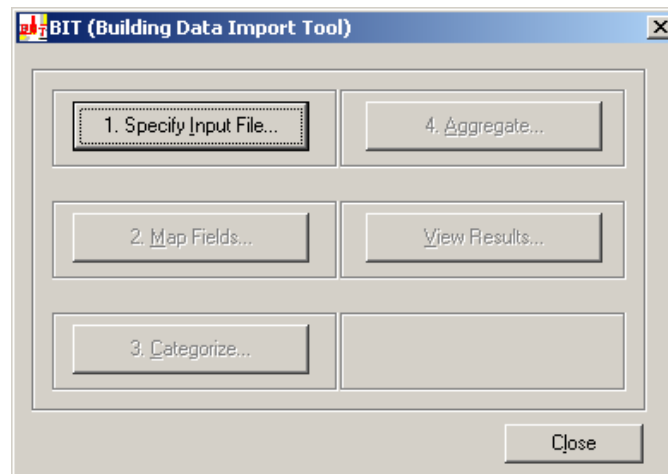 BIT (Building Data Import Tool)
1. Specify Input File...
4. Aggregate...
2. Map Fields...
View Results...
3. Categorize...
Close